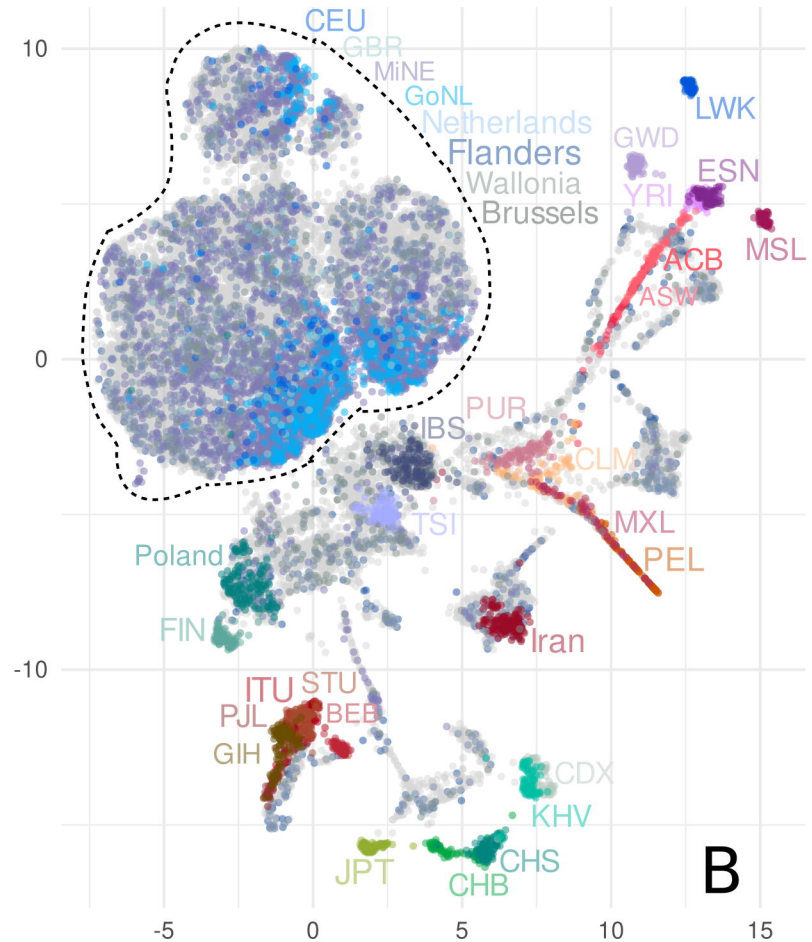 CEU
GBR
MiNE
GoNL
Netherlands
Flanders
Wallonia
Brussels
10
LWK
GWD
ESN
YRI
MSL
ACB
ASW
0
PUR
IBS
CLM
TSI
MXL
Poland
PEL
FIN
Iran
-10
ITU STU
PJL BEB
GIH
CDX
KHV
JPT
CHS
CHB
B
-5 0 5 10 15